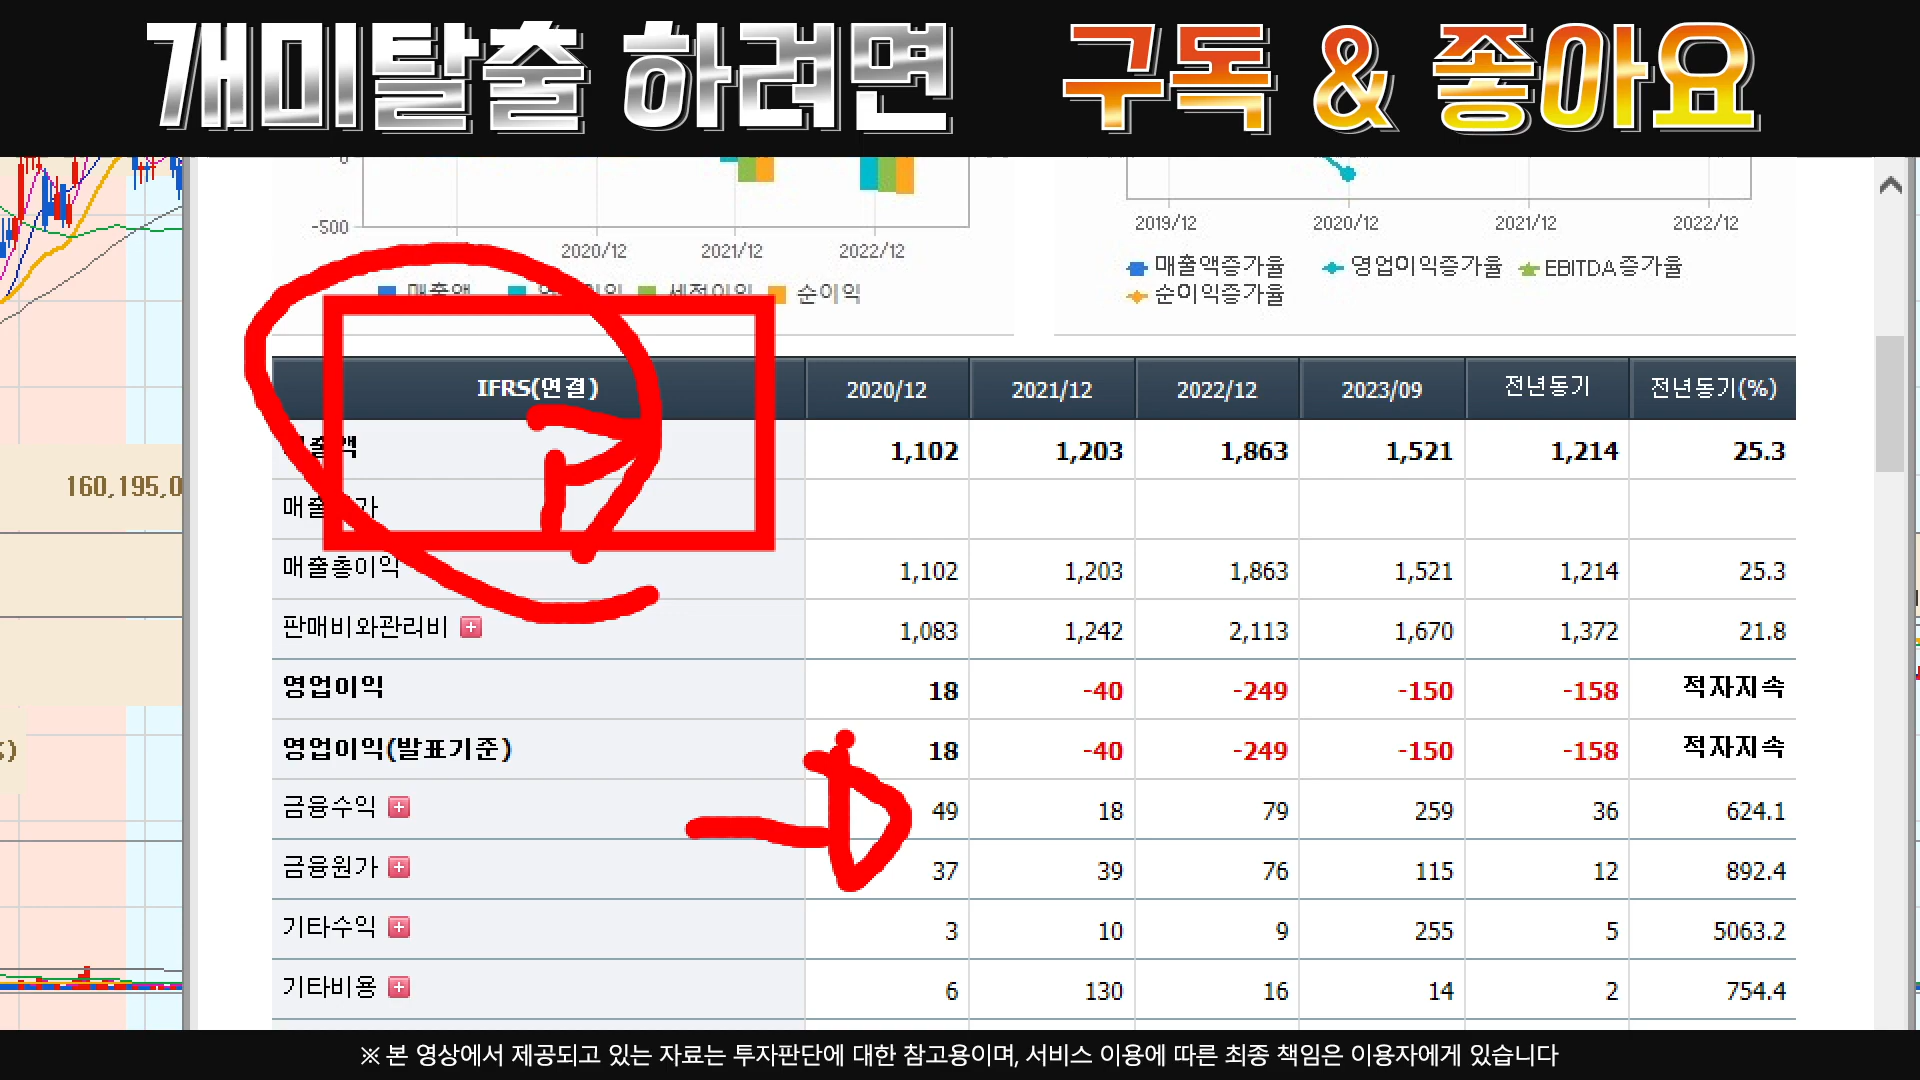 개미탈출 하려면 구독 & 좋아요
-500
2020/12 2021/12 2022/12
매출액 세전이익 순이익
2019/12 2020/12 2021/12 2022/12
매출액증가율 영업이익증가율 EBITDA증가율
순이익증가율
IFRS(연결) 2020/12 2021/12 2022/12 2023/09 전년동기 전년동기(%)
1,102 1,203 1,863 1,521 1,214 25.3
160,195,0
매출총이익 1,102 1,203 1,863 1,521 1,214 25.3
판매비와관리비 1,083 1,242 2,113 1,670 1,372 21.8
영업이익 18 -40 -249 -150 -158 적자지속
영업이익(발표기준) 18 -40 -249 -150 -158 적자지속
금융수익 49 18 79 259 36 624.1
금융원가 37 39 76 115 12 892.4
기타수익 3 10 9 255 5 5063.2
기타비용 6 130 16 14 2 754.4
※ 본 영상에서 제공되고 있는 자료는 투자판단에 대한 참고용이며, 서비스 이용에 따른 최종 책임은 이용자에게 있습니다